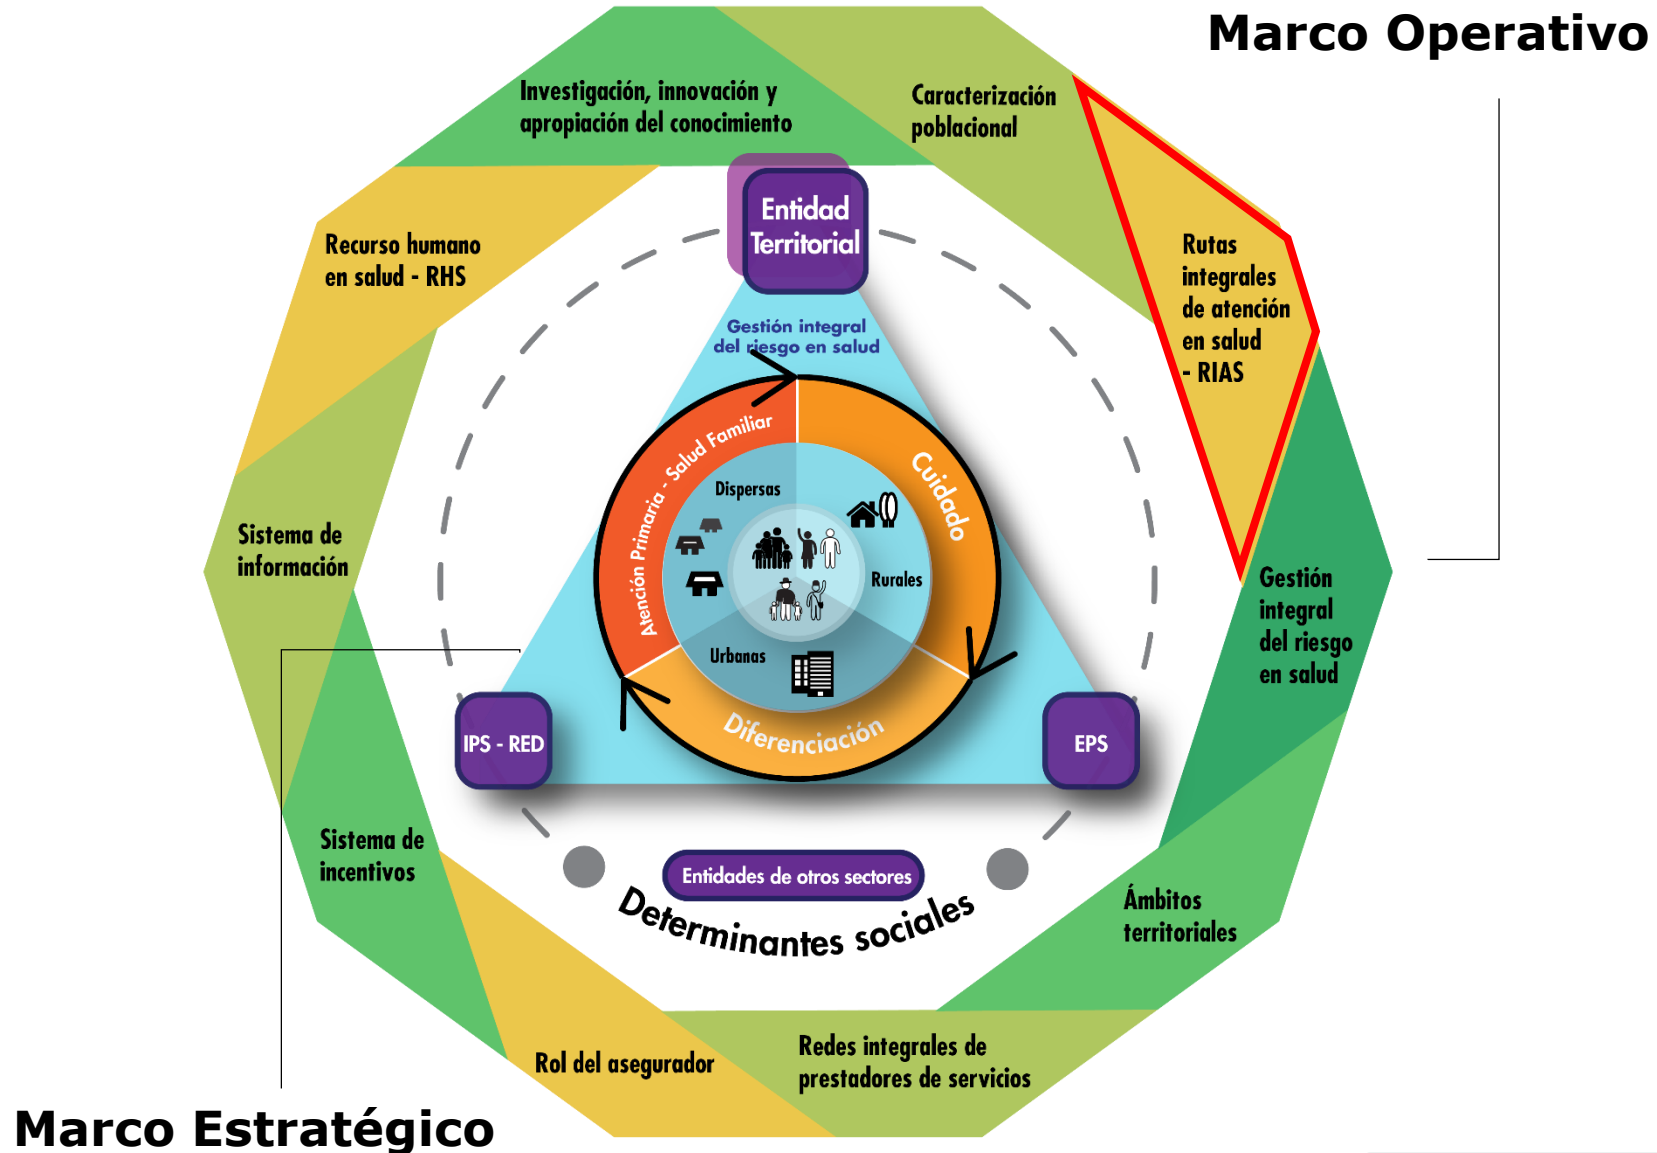 Marco Operativo
Investigación, innovación y
apropiación del conocimiento
Caracterización
poblacional
Rutas
integrales
de atención
en salud
- RIAS
Recurso humano
en salud - RHS
Entidad
Territorial
Gestión integral
del riesgo en salud
Atención Primaria - Salud Familiar
Cuidado
Dispersas
Rurales
Urbanas
Diferenciación
Sistema de
información
Gestión
integral
del riesgo
en salud
IPS - RED
EPS
Sistema de
incentivos
Entidades de otros sectores
Determinantes sociales
Ámbitos
territoriales
Rol del asegurador
Redes integrales de
prestadores de servicios
Marco Estratégico